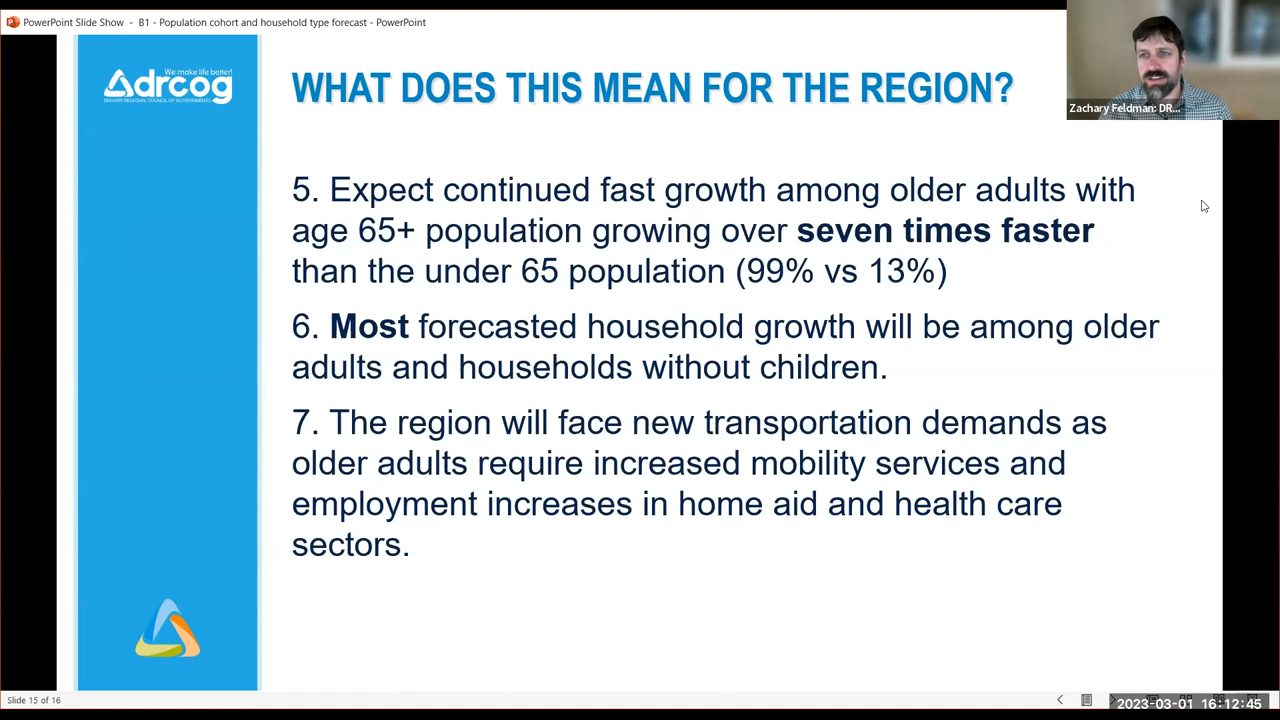 PowerPoint Slide Show - B1 - Population cohort and household type forecast - PowerPoint
We make life better!
drcog
DENVER REGIONAL COUNCIL OF GOVERNMENTS
WHAT DOES THIS MEAN FOR THE REGION?
Zachary Feldman: DR...
5. Expect continued fast growth among older adults with
age 65+ population growing over seven times faster
than the under 65 population (99% vs 13%)
6. Most forecasted household growth will be among older
adults and households without children.
7. The region will face new transportation demands as
older adults require increased mobility services and
employment increases in home aid and health care
sectors.
Slide 15 of 16
2023-03-01 16:12:45